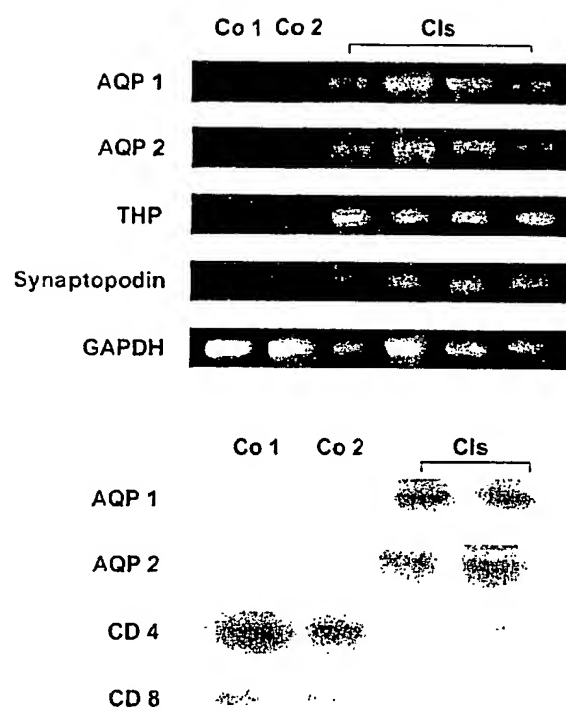 Co 1 Co 2 CIs
AQP 1
AQP 2
THP
Synaptopodin
GAPDH
Co 1 Co 2 CIs
AQP 1
AQP 2
CD 4
CD 8